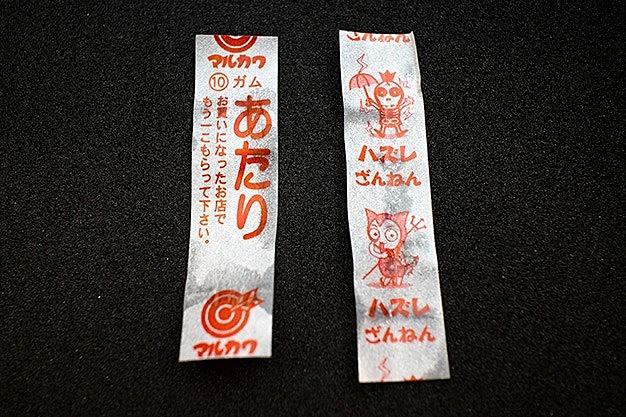 マルカワ
⑩ ガム
あたり
お買いになったお店で
もう一こもらって下さい。
マルカワ
ざんねん
ハズレ
ざんねん
ハズレ
ざんねん